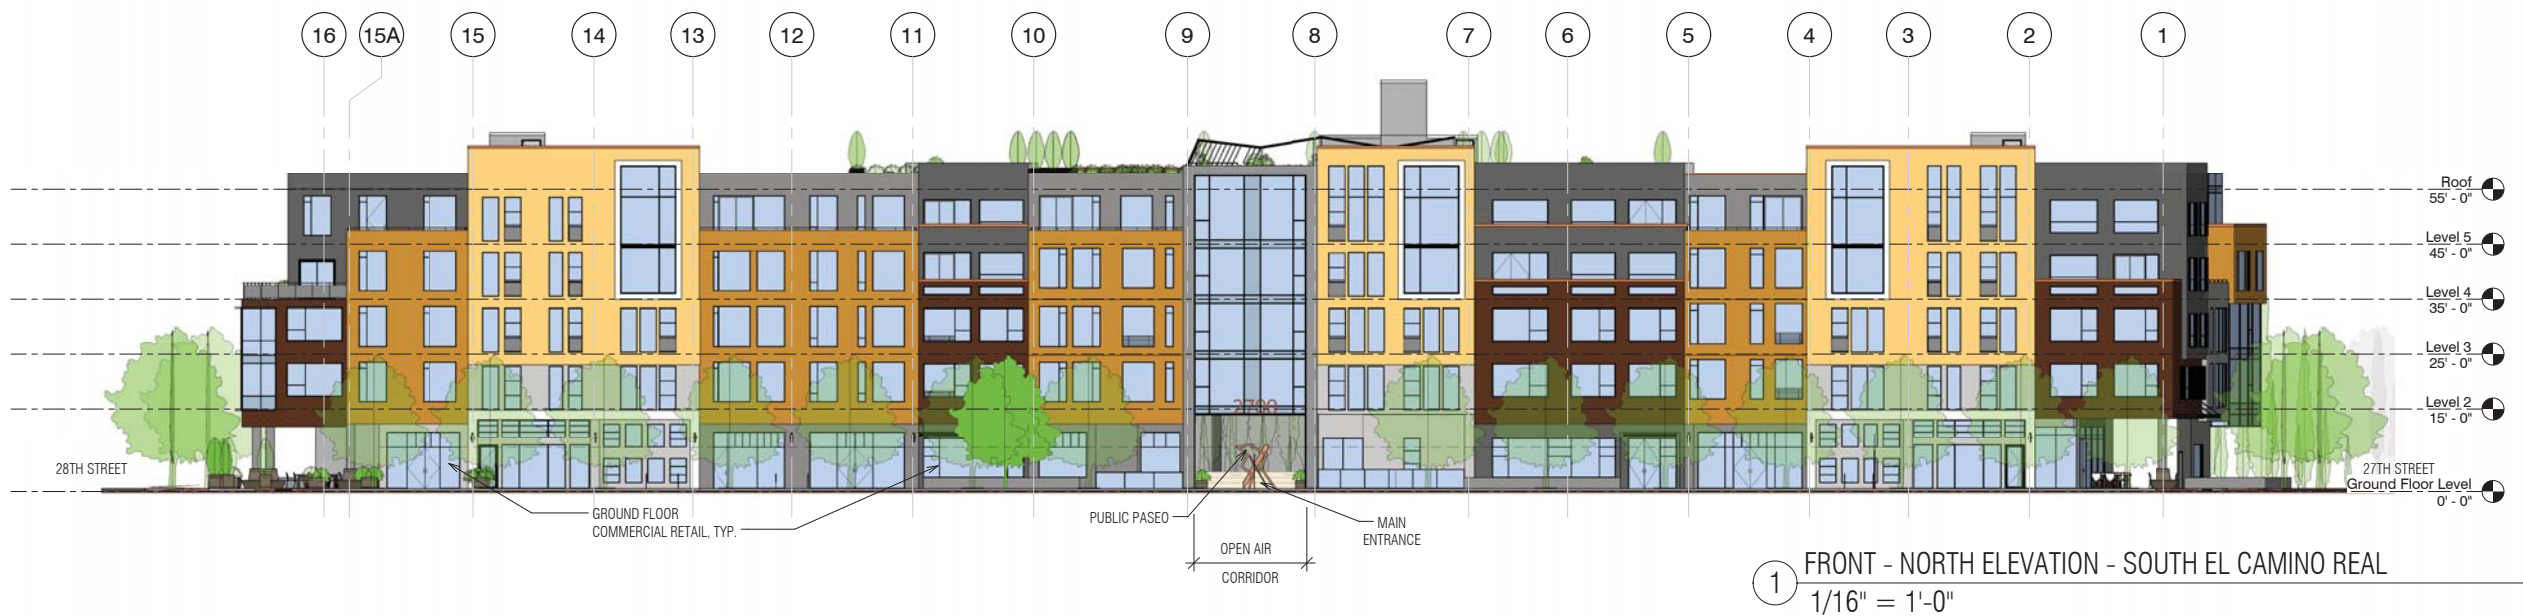 16 15A 15 14 13 12 11 10 9 8 7 6 5 4 3 2 1
Roof
55' - 0"
Level 5
45' - 0"
Level 4
35' - 0"
Level 3
25' - 0"
2700
Level 2
15' - 0"
28TH STREET
27TH STREET
Ground Floor Level
0' - 0"
GROUND FLOOR
COMMERCIAL RETAIL, TYP.
PUBLIC PASEO
MAIN
ENTRANCE
OPEN AIR
CORRIDOR
1 FRONT - NORTH ELEVATION - SOUTH EL CAMINO REAL
1/16" = 1'-0"